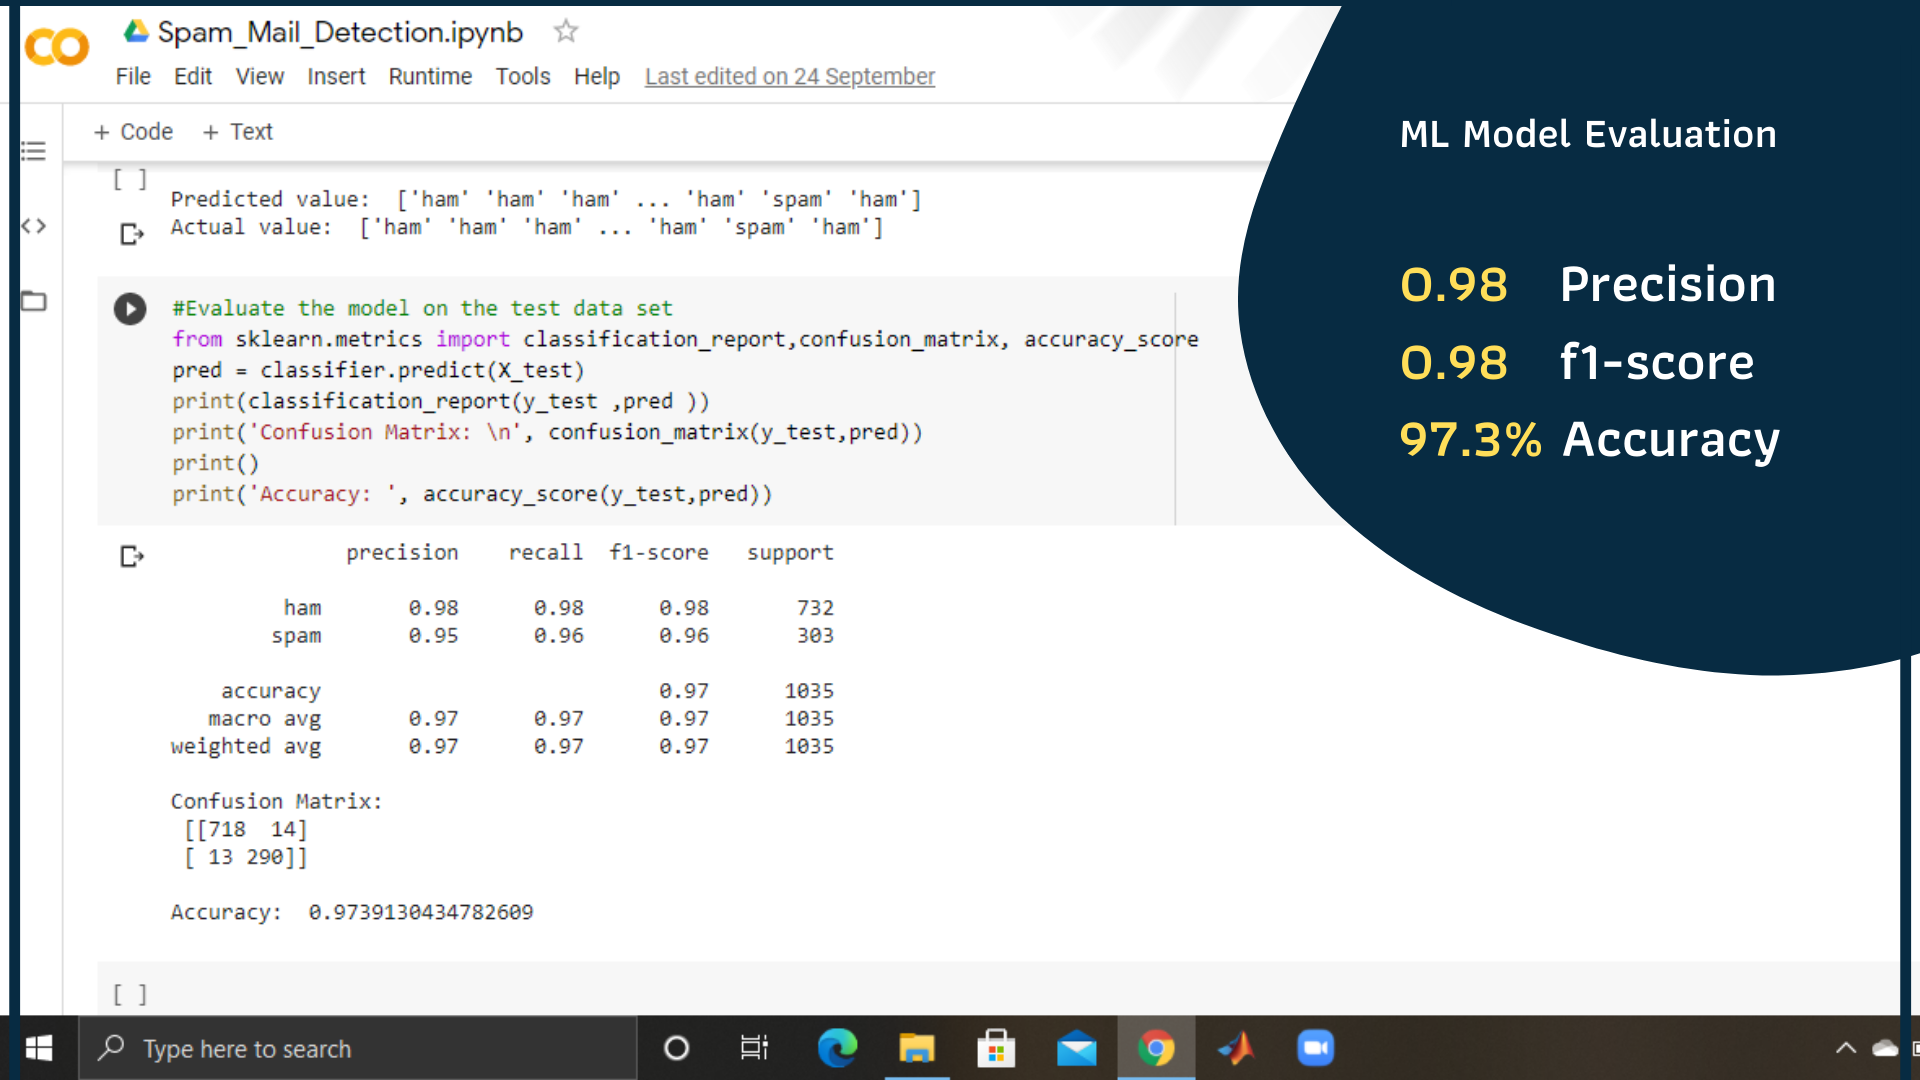 Spam_Mail_Detection.ipynb
File Edit View Insert Runtime Tools Help Last edited on 24 September
+ Code + Text
[ ]
Predicted value:  ['ham' 'ham' 'ham' ... 'ham' 'spam' 'ham']
Actual value:  ['ham' 'ham' 'ham' ... 'ham' 'spam' 'ham']
#Evaluate the model on the test data set
from sklearn.metrics import classification_report,confusion_matrix, accuracy_score
pred = classifier.predict(X_test)
print(classification_report(y_test ,pred ))
print('Confusion Matrix: \n', confusion_matrix(y_test,pred))
print()
print('Accuracy: ', accuracy_score(y_test,pred))
precision recall f1-score support
ham 0.98 0.98 0.98 732
spam 0.95 0.96 0.96 303
accuracy 0.97 1035
macro avg 0.97 0.97 0.97 1035
weighted avg 0.97 0.97 0.97 1035
Confusion Matrix:
[[718  14]
[ 13 290]]
Accuracy:  0.9739130434782609
[ ]
ML Model Evaluation
0.98 Precision
0.98 f1-score
97.3% Accuracy
Type here to search